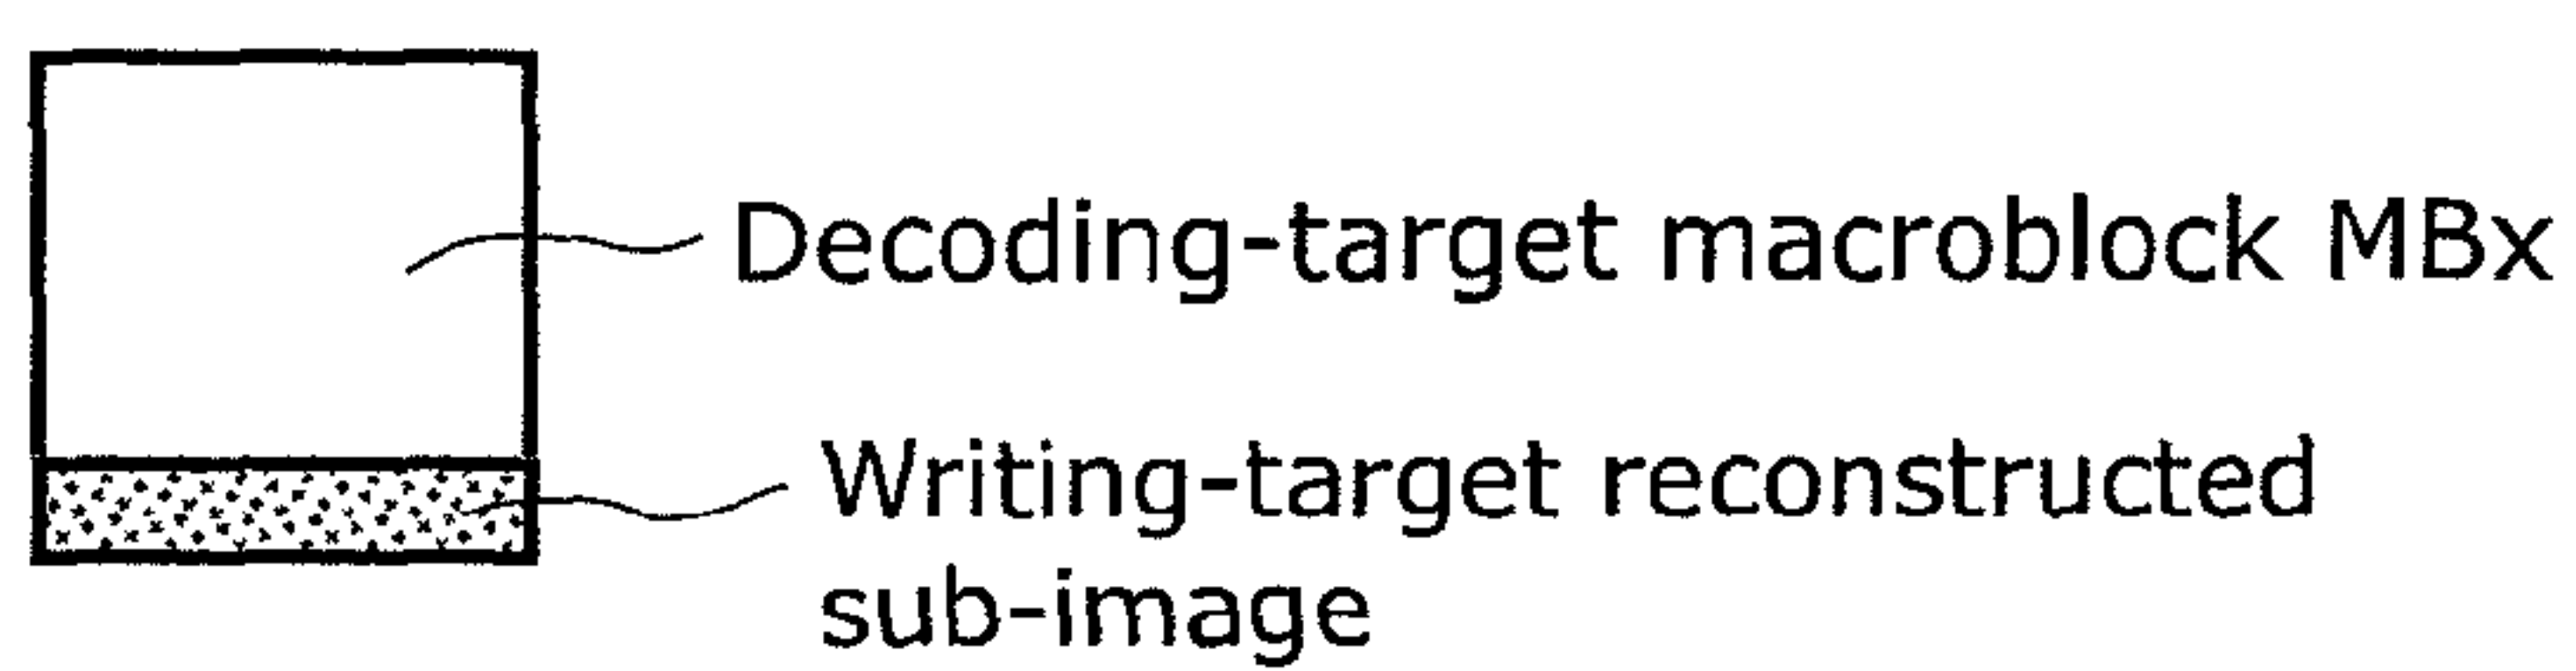 Decoding-target macroblock MBx
Writing-target reconstructed
sub-image